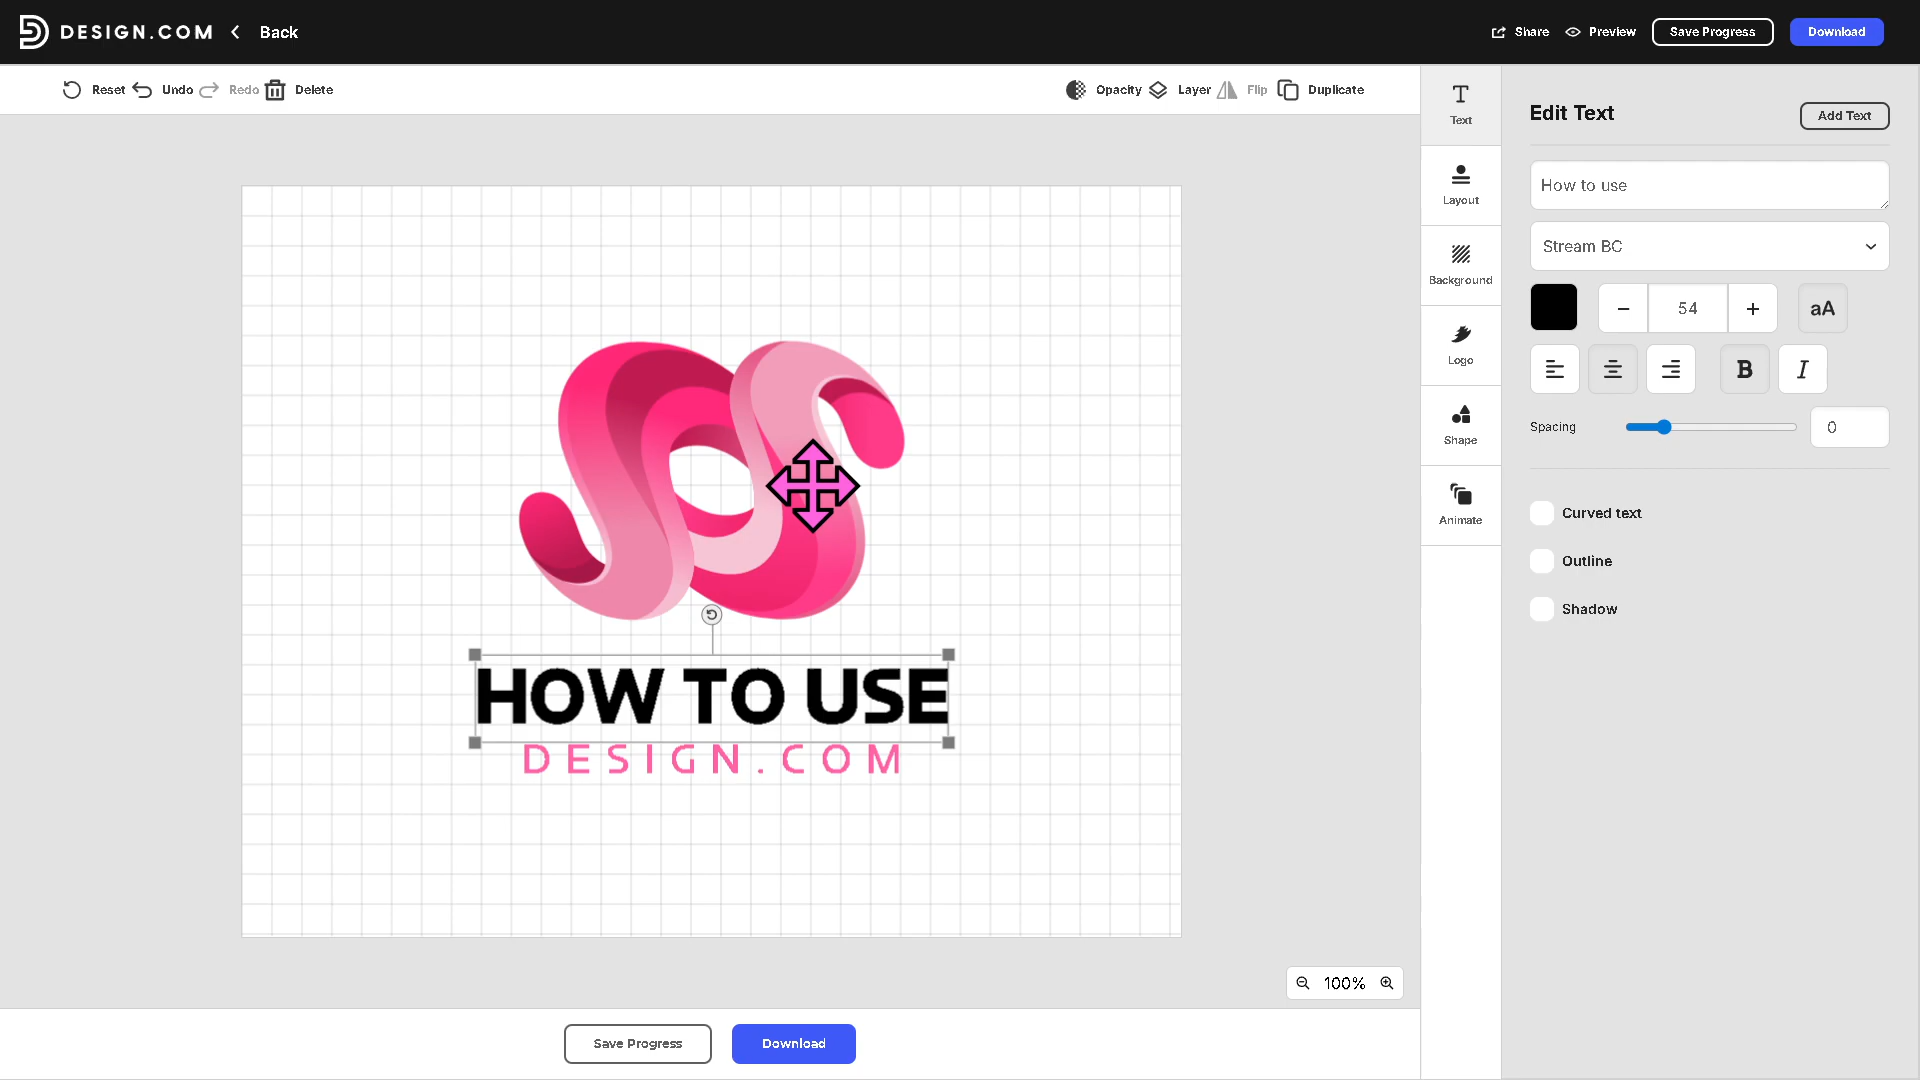 DESIGN.COM
Back
Share
Preview
Save Progress
Download
Reset
Undo
Redo
Delete
Opacity
Layer
Flip
Duplicate
Text
Layout
Background
Logo
Shape
Animate
Edit Text
Add Text
How to use
Stream BC
54
aA
B
I
Spacing
0
Curved text
Outline
Shadow
HOW TO USE
DESIGN.COM
100%
Save Progress
Download